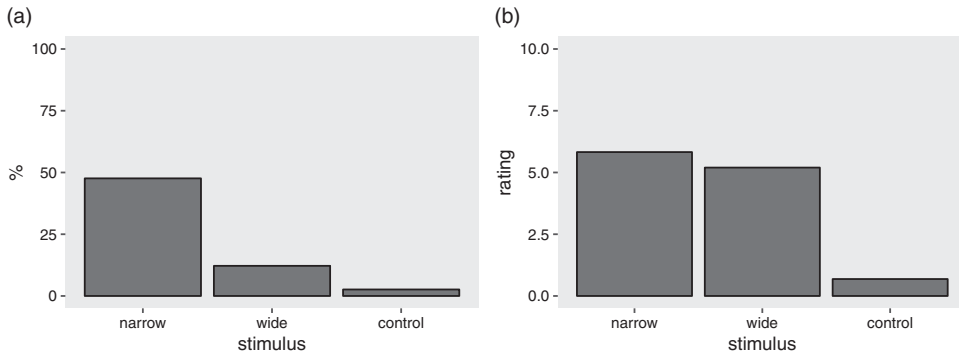 (a)
100
75
50
25
0
%
narrow wide control
stimulus
(b)
10.0
7.5
5.0
2.5
0.0
rating
narrow wide control
stimulus